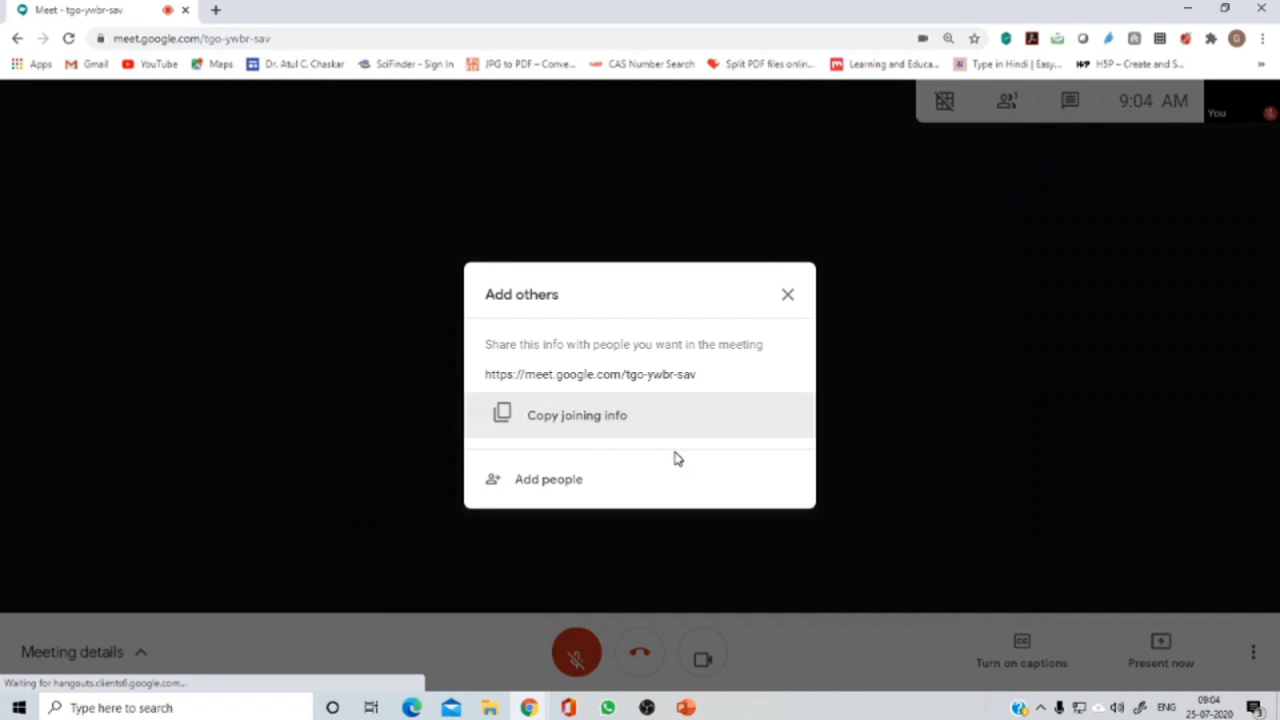 Meet - tgo-ywbr-sav
meet.google.com/tgo-ywbr-sav
Apps Gmail YouTube Maps Dr. Atul C. Chaskar SciFinder - Sign In JPG to PDF – Conve... CAS Number Search Split PDF files onlin... Learning and Educa... Type in Hindi | Easy... H5P – Create and S... »
1 9:04 AM
You
Add others
Share this info with people you want in the meeting
https://meet.google.com/tgo-ywbr-sav
Copy joining info
Add people
Meeting details
Turn on captions
Present now
Waiting for hangouts.clients6.google.com...
Type here to search
ENG
09:04
25-07-2020
3